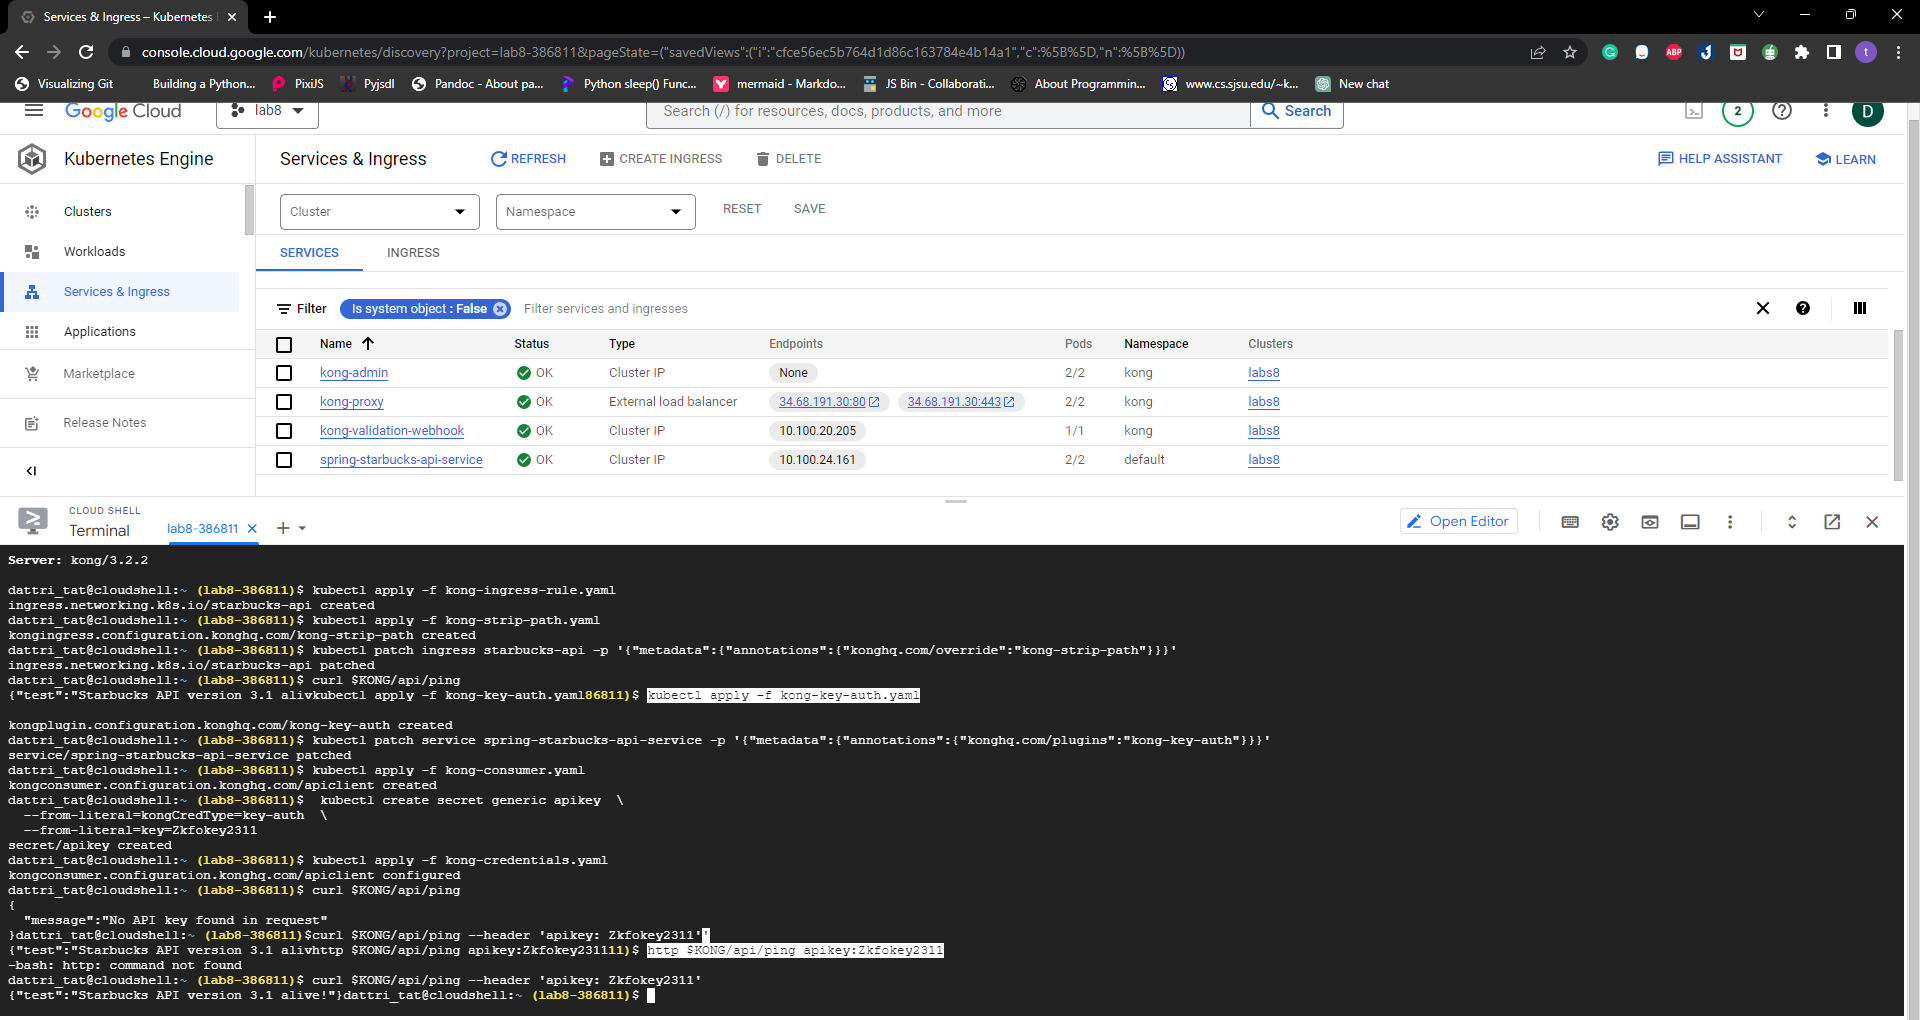 Services & Ingress – Kubernetes
console.cloud.google.com/kubernetes/discovery?project=lab8-386811&pageState=("savedViews":("i":"cfce56ec5b764d1d86c163784e4b14a1","c":%5B%5D,"n":%5B%5D))
ABP
t
Visualizing Git
Building a Python...
PixiJS
Pyjsdl
Pandoc - About pa...
Python sleep() Func...
mermaid - Markdo...
JS Bin - Collaborati...
About Programmin...
www.cs.sjsu.edu/~k...
New chat
Google Cloud
lab8
Search (/) for resources, docs, products, and more
Search
2
D
Kubernetes Engine
Services & Ingress
REFRESH
CREATE INGRESS
DELETE
HELP ASSISTANT
LEARN
Clusters
Workloads
Services & Ingress
Applications
Marketplace
Release Notes
Cluster
Namespace
RESET
SAVE
SERVICES
INGRESS
Filter
Is system object : False
Filter services and ingresses
Name Status Type Endpoints Pods Namespace Clusters
kong-admin OK Cluster IP None 2/2 kong labs8
kong-proxy OK External load balancer 34.68.191.30:80 34.68.191.30:443 2/2 kong labs8
kong-validation-webhook OK Cluster IP 10.100.20.205 1/1 kong labs8
spring-starbucks-api-service OK Cluster IP 10.100.24.161 2/2 default labs8
CLOUD SHELL
Terminal
lab8-386811
Open Editor
Server: kong/3.2.2
dattri_tat@cloudshell:~ (lab8-386811)$ kubectl apply -f kong-ingress-rule.yaml
ingress.networking.k8s.io/starbucks-api created
dattri_tat@cloudshell:~ (lab8-386811)$ kubectl apply -f kong-strip-path.yaml
kongingress.configuration.konghq.com/kong-strip-path created
dattri_tat@cloudshell:~ (lab8-386811)$ kubectl patch ingress starbucks-api -p '{"metadata":{"annotations":{"konghq.com/override":"kong-strip-path"}}}'
ingress.networking.k8s.io/starbucks-api patched
dattri_tat@cloudshell:~ (lab8-386811)$ curl $KONG/api/ping
{"test":"Starbucks API version 3.1 alivkubectl apply -f kong-key-auth.yaml86811)$ kubectl apply -f kong-key-auth.yaml
kongplugin.configuration.konghq.com/kong-key-auth created
dattri_tat@cloudshell:~ (lab8-386811)$ kubectl patch service spring-starbucks-api-service -p '{"metadata":{"annotations":{"konghq.com/plugins":"kong-key-auth"}}}'
service/spring-starbucks-api-service patched
dattri_tat@cloudshell:~ (lab8-386811)$ kubectl apply -f kong-consumer.yaml
kongconsumer.configuration.konghq.com/apiclient created
dattri_tat@cloudshell:~ (lab8-386811)$  kubectl create secret generic apikey  \
  --from-literal=kongCredType=key-auth  \
  --from-literal=key=Zkfokey2311
secret/apikey created
dattri_tat@cloudshell:~ (lab8-386811)$ kubectl apply -f kong-credentials.yaml
kongconsumer.configuration.konghq.com/apiclient configured
dattri_tat@cloudshell:~ (lab8-386811)$ curl $KONG/api/ping
{
  "message":"No API key found in request"
}dattri_tat@cloudshell:~ (lab8-386811)$curl $KONG/api/ping --header 'apikey: Zkfokey2311''
{"test":"Starbucks API version 3.1 alivhttp $KONG/api/ping apikey:Zkfokey231111)$ http $KONG/api/ping apikey:Zkfokey2311
-bash: http: command not found
dattri_tat@cloudshell:~ (lab8-386811)$ curl $KONG/api/ping --header 'apikey: Zkfokey2311'
{"test":"Starbucks API version 3.1 alive!"}dattri_tat@cloudshell:~ (lab8-386811)$